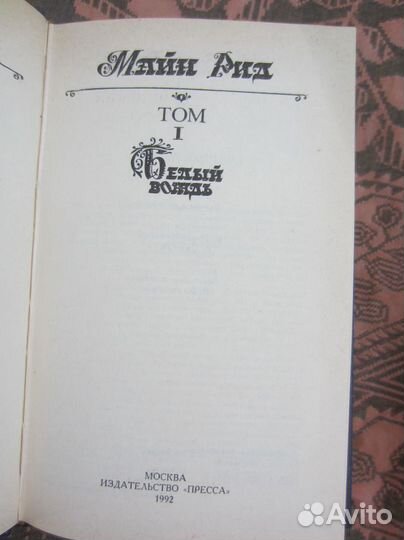 Майн Рид
ТОМ
I
Белый
вождь
МОСКВА
ИЗДАТЕЛЬСТВО «ПРЕССА»
1992
Avito